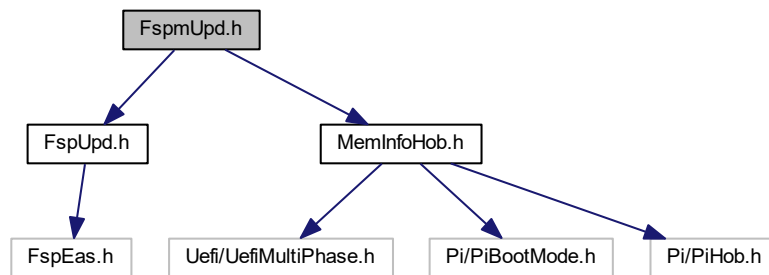 FspmUpd.h
FspUpd.h
MemInfoHob.h
FspEas.h
Uefi/UefiMultiPhase.h
Pi/PiBootMode.h
Pi/PiHob.h